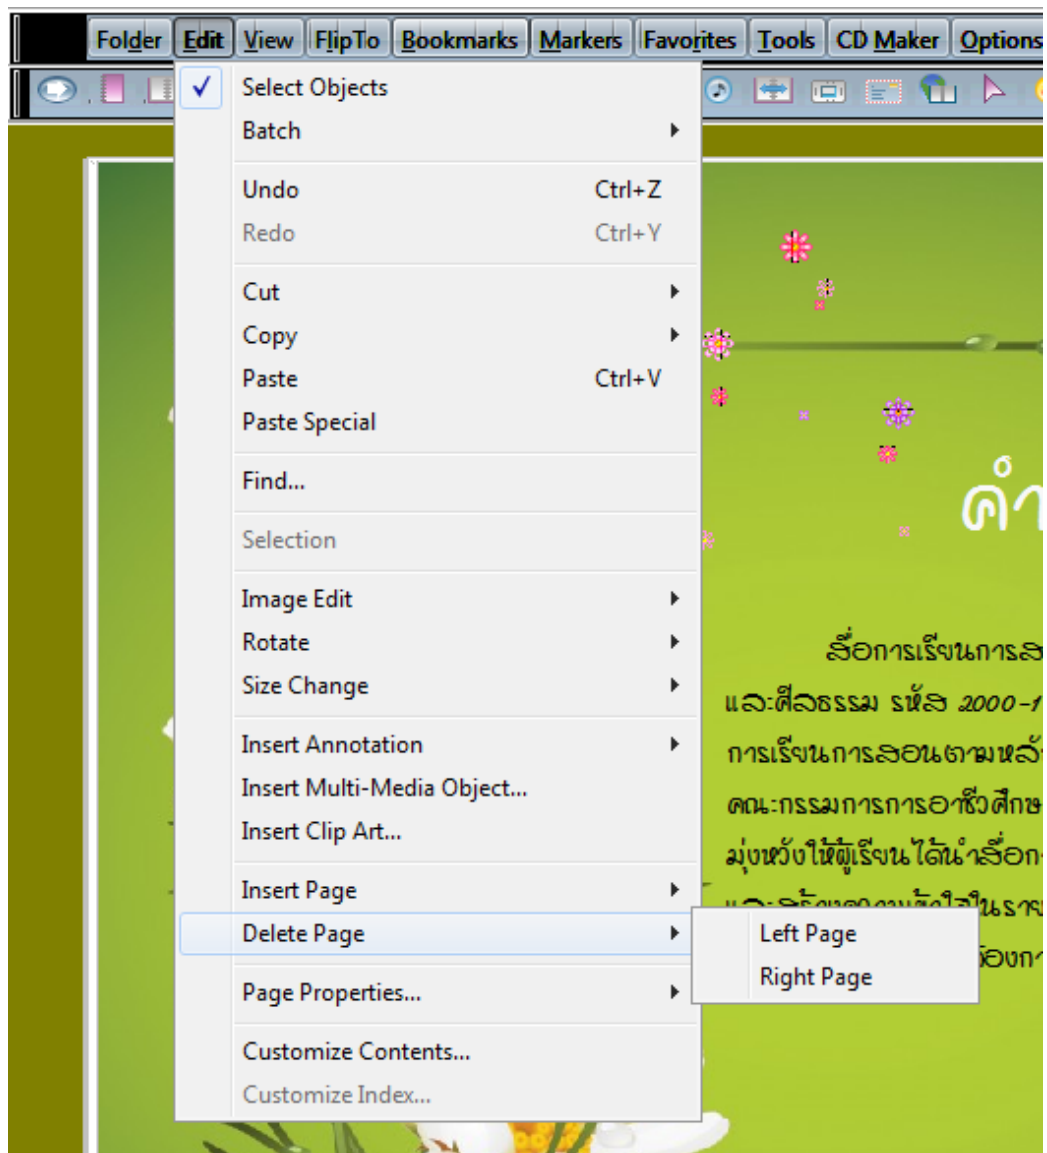 Folder Edit View FlipTo Bookmarks Markers Favorites Tools CD Maker Options
Select Objects
Batch
Undo Ctrl+Z
Redo Ctrl+Y
Cut
Copy
Paste Ctrl+V
Paste Special
Find...
Selection
Image Edit
Rotate
Size Change
Insert Annotation
Insert Multi-Media Object...
Insert Clip Art...
Insert Page
Delete Page
Left Page
Right Page
Page Properties...
Customize Contents...
Customize Index...
คำ
สื่อการเรียนการส
และศีลธรรม รหัส 2000-1
การเรียนการสอนตามหลั
คณะกรรมการการอาชีวศึกษ
มุ่งหวังให้ผู้เรียนได้นำสื่อก
ในราย